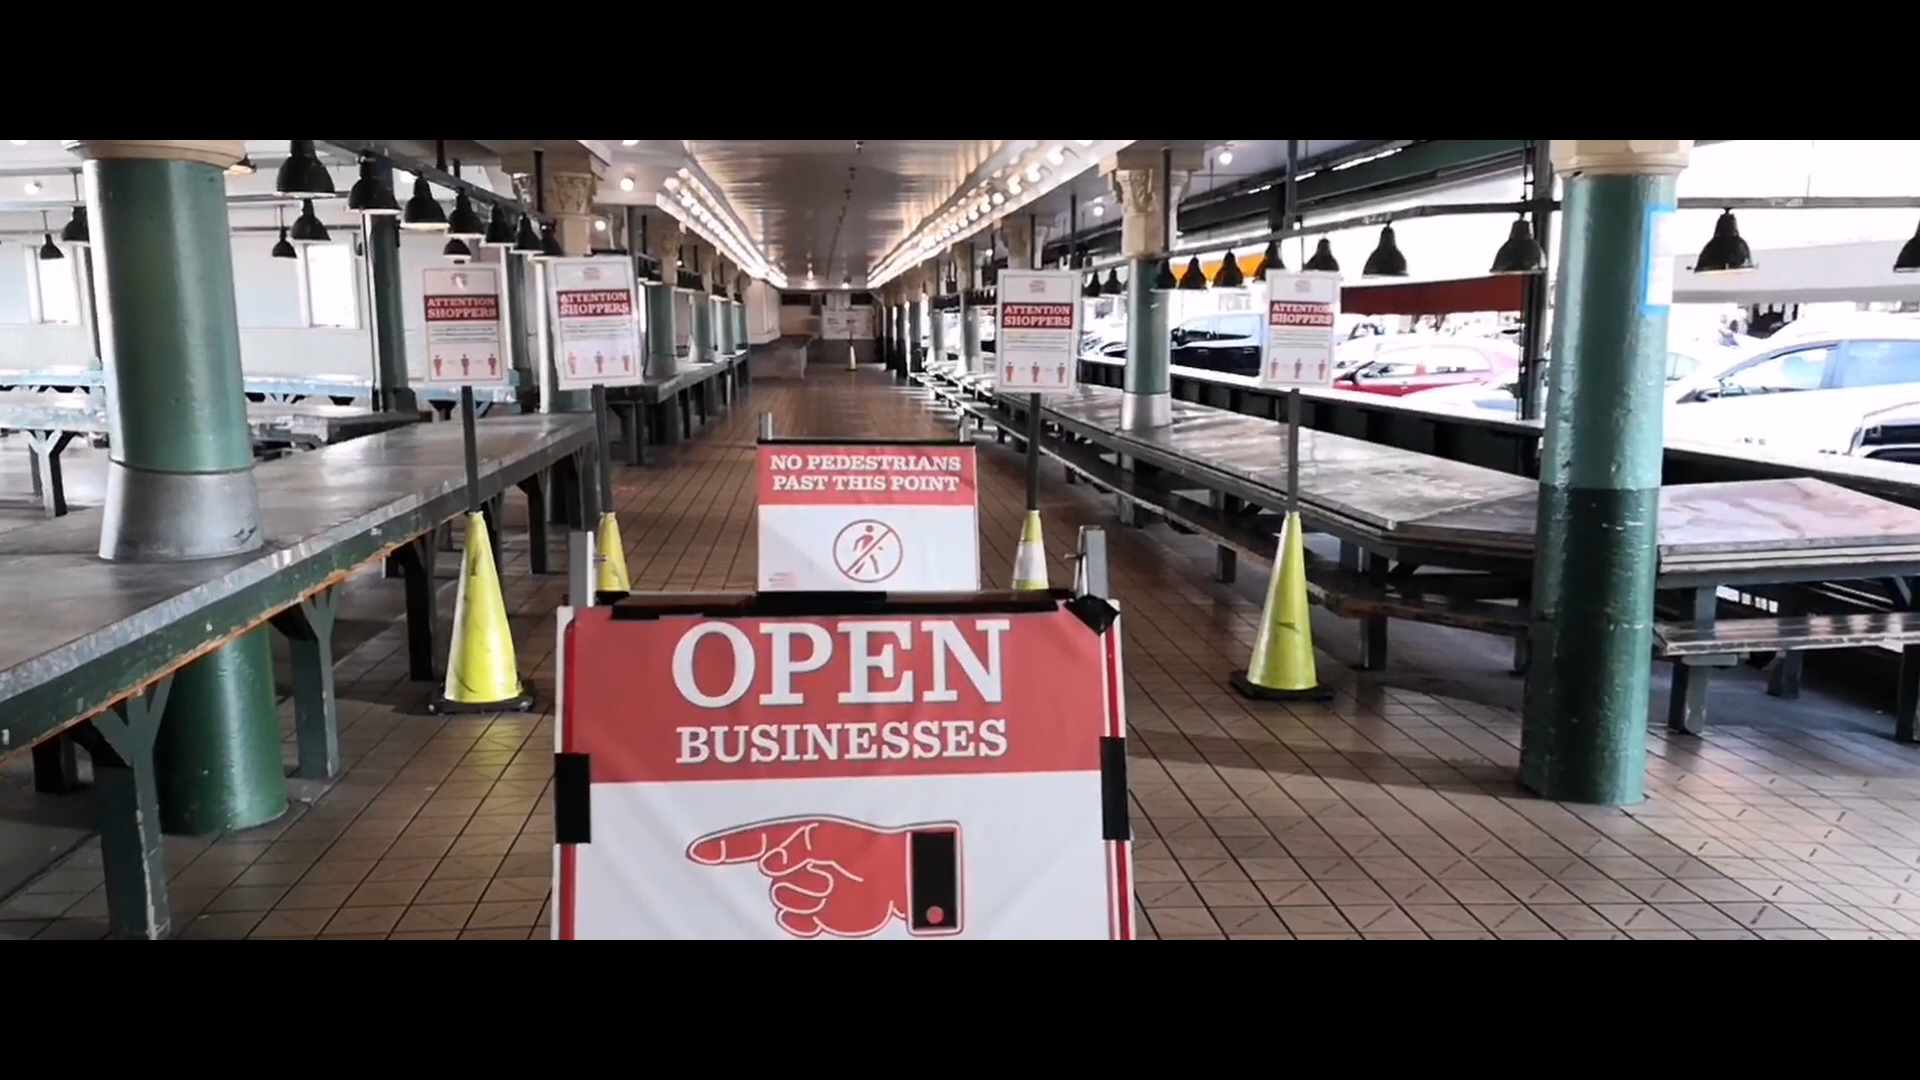 ATTENTION
SHOPPERS
ATTENTION
SHOPPERS
ATTENTION
SHOPPERS
ATTENTION
SHOPPERS
NO PEDESTRIANS
PAST THIS POINT
OPEN
BUSINESSES